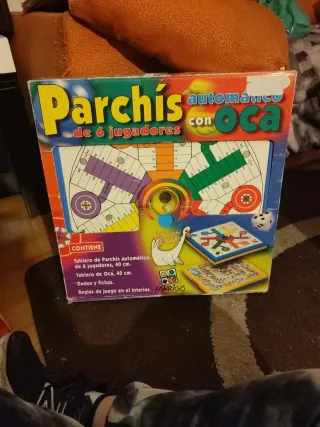 Parchís
automático
de 6 jugadores
con oca
CONTIENE
Tablero de Parchís automático
de 6 jugadores, 40 cm.
Tablero de Oca, 40 cm.
Dados y fichas.
Reglas de juego en el interior.
MARIGÓ